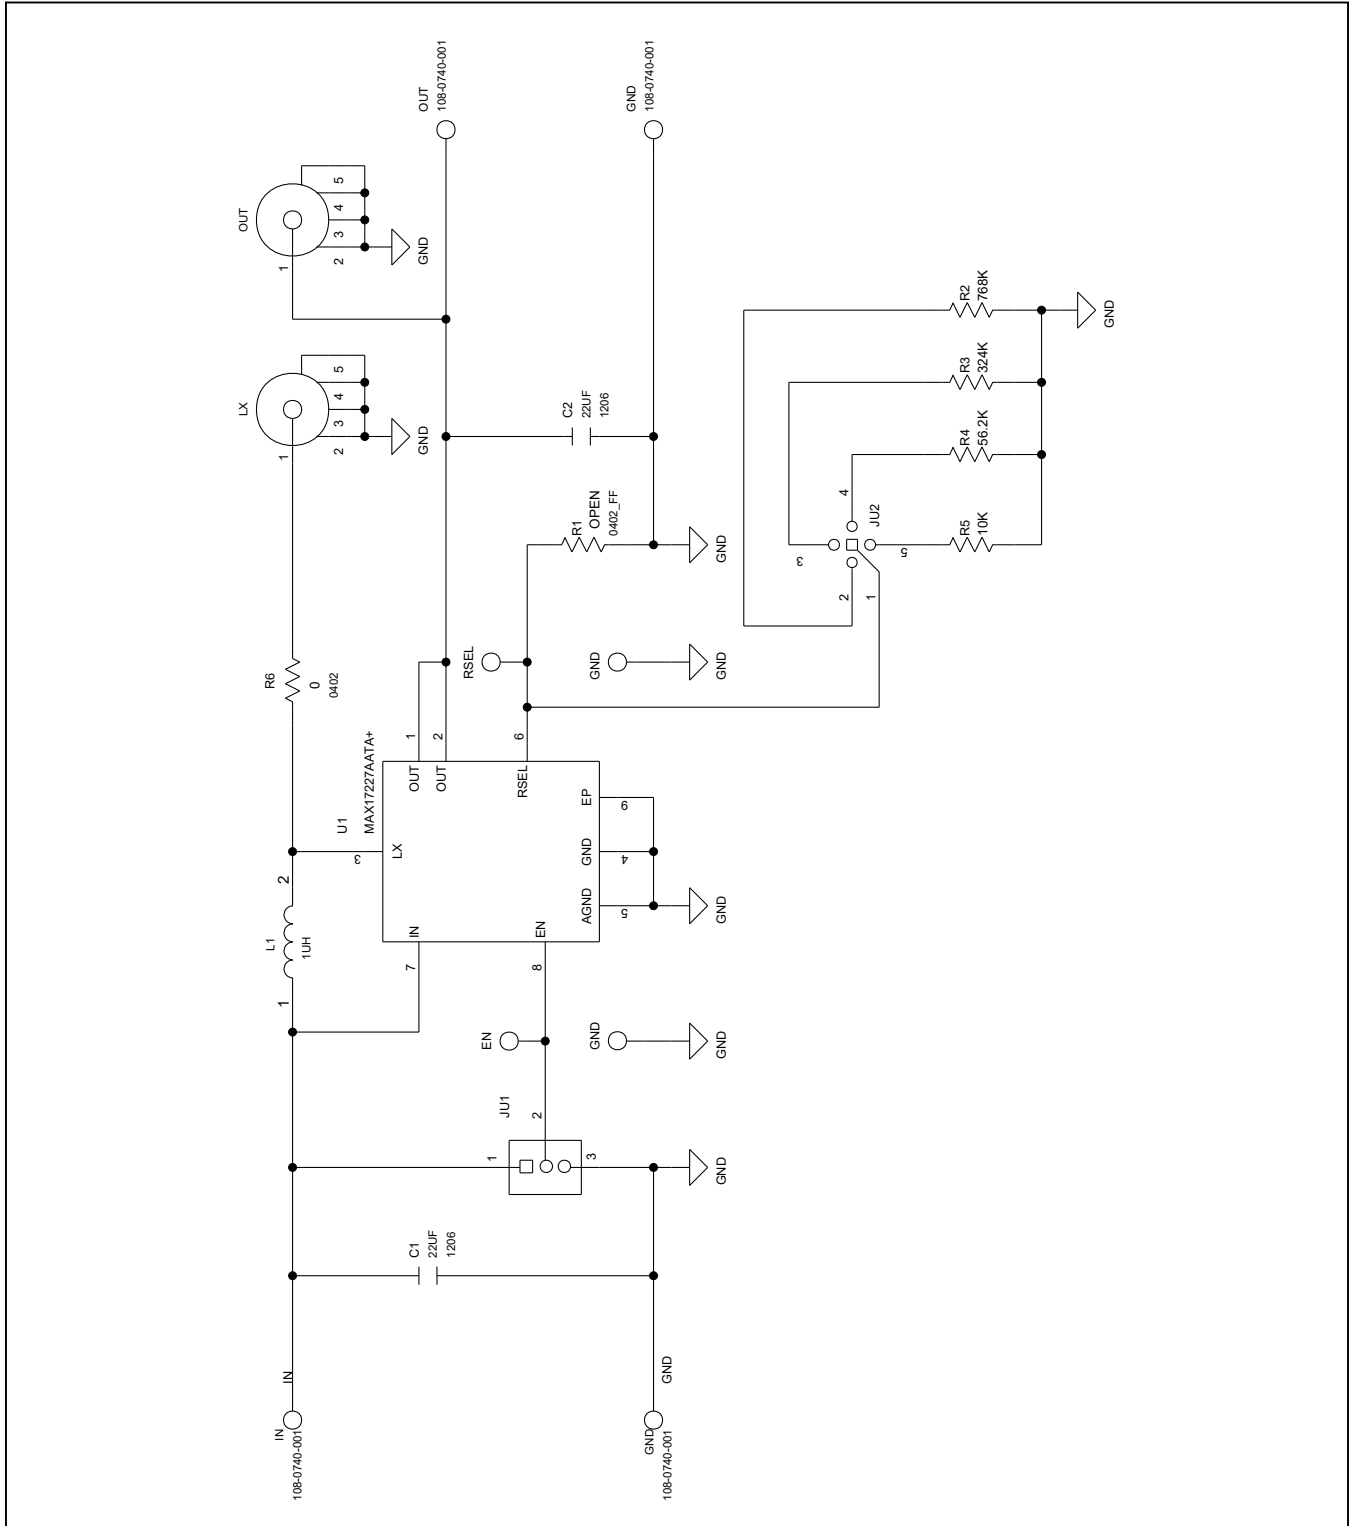 IN
108-0740-001
IN
GND
108-0740-001
GND
C1
22UF
1206
JU1
1
2
3
GND
EN
GND
GND
L1
1UH
1
2
U1
MAX17227AATA+
IN
7
EN
8
LX
3
OUT
1
OUT
2
RSEL
6
AGND
5
GND
4
EP
9
GND
R6
0
0402
RSEL
GND
GND
R1
OPEN
0402_FF
GND
C2
22UF
1206
LX
1
2
3
4
5
GND
OUT
1
2
3
4
5
GND
OUT
108-0740-001
GND
108-0740-001
JU2
1
2
3
4
5
R5
10K
R4
56.2K
R3
324K
R2
768K
GND